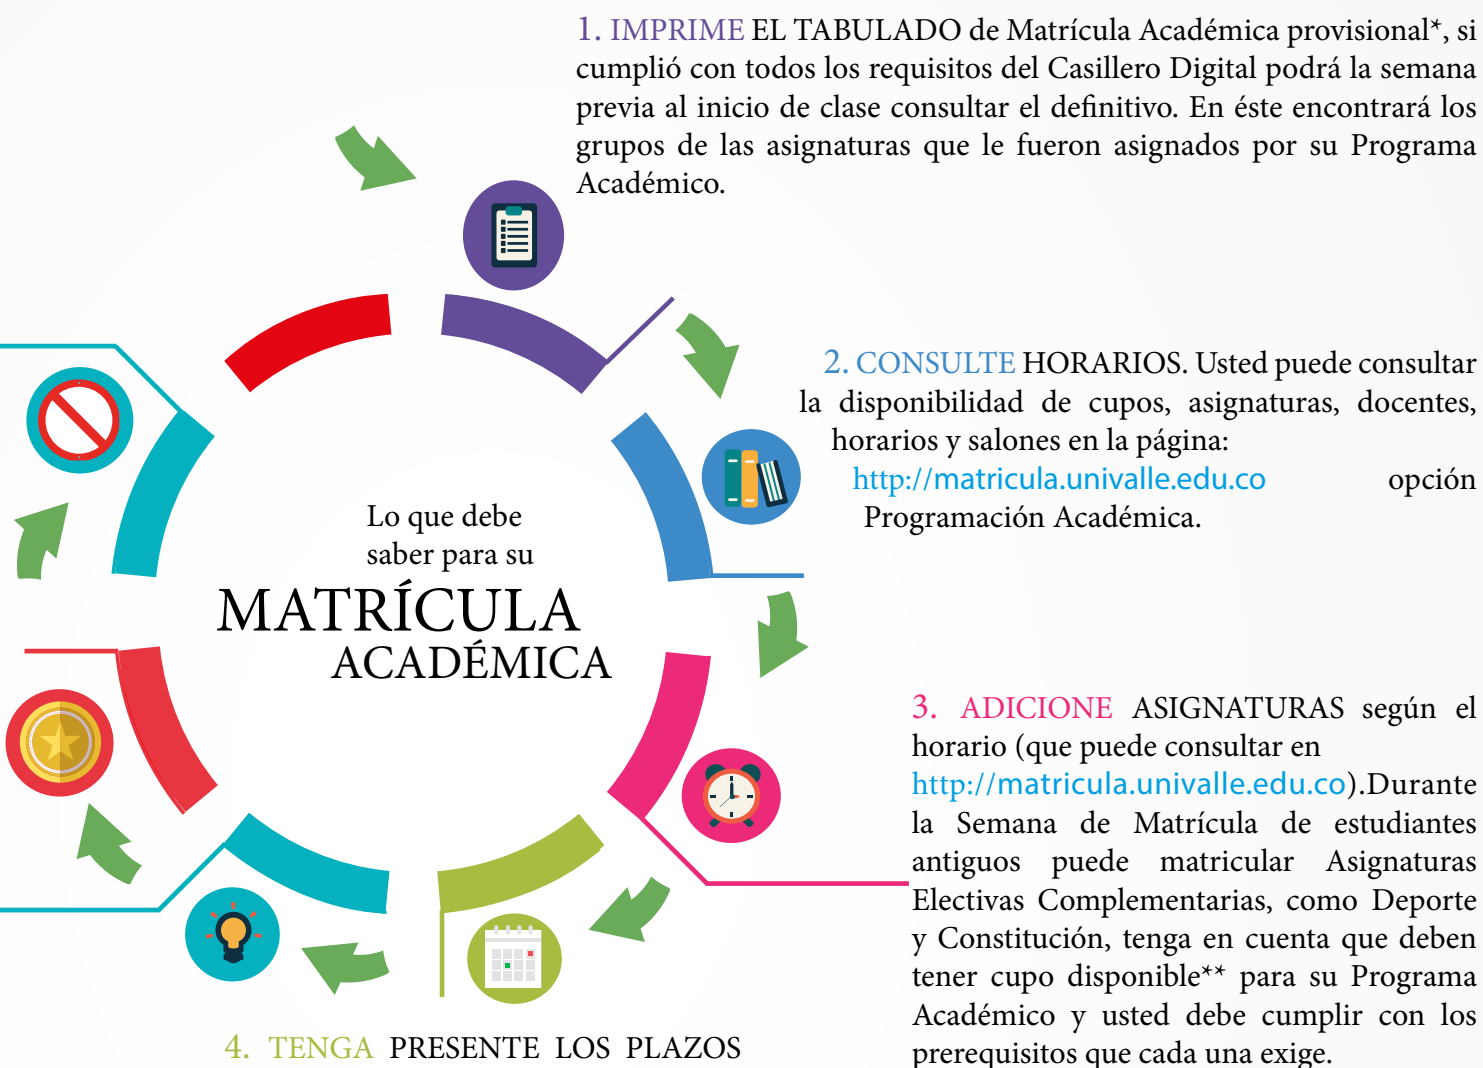 1. IMPRIME EL TABULADO de Matrícula Académica provisional*, si
cumplió con todos los requisitos del Casillero Digital podrá la semana
previa al inicio de clase consultar el definitivo. En éste encontrará los
grupos de las asignaturas que le fueron asignados por su Programa
Académico.
2. CONSULTE HORARIOS. Usted puede consultar
la disponibilidad de cupos, asignaturas, docentes,
horarios y salones en la página:
http://matricula.univalle.edu.co opción
Programación Académica.
Lo que debe
saber para su
MATRÍCULA
ACADÉMICA
3. ADICIONE ASIGNATURAS según el
horario (que puede consultar en
http://matricula.univalle.edu.co).Durante
la Semana de Matrícula de estudiantes
antiguos puede matricular Asignaturas
Electivas Complementarias, como Deporte
y Constitución, tenga en cuenta que deben
tener cupo disponible** para su Programa
Académico y usted debe cumplir con los
prerequisitos que cada una exige.
4. TENGA PRESENTE LOS PLAZOS